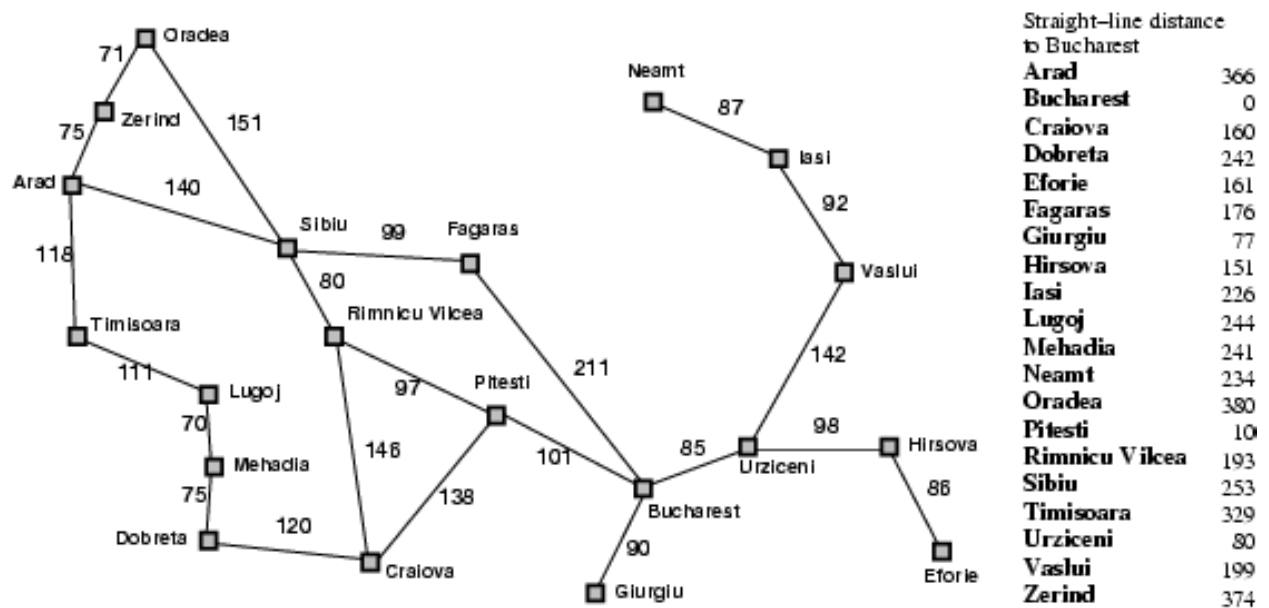 Oradea
71
Neamt
87
Zerind
151
75
Iasi
Arad
140
92
Sibiu
99
Fagaras
118
80
Vaslui
Rimnicu Vilcea
Timisoara
142
111
211
Lugoj
97
Pitesti
70
98
Hirsova
146
85
Mehadia
101
Urziceni
86
75
138
Bucharest
Dobreta
120
90
Craiova
Eforie
Giurgiu
Straight–line distance
to Bucharest
Arad 366
Bucharest 0
Craiova 160
Dobreta 242
Eforie 161
Fagaras 176
Giurgiu 77
Hirsova 151
Iasi 226
Lugoj 244
Mehadia 241
Neamt 234
Oradea 380
Pitesti 10
Rimnicu Vilcea 193
Sibiu 253
Timisoara 329
Urziceni 80
Vaslui 199
Zerind 374